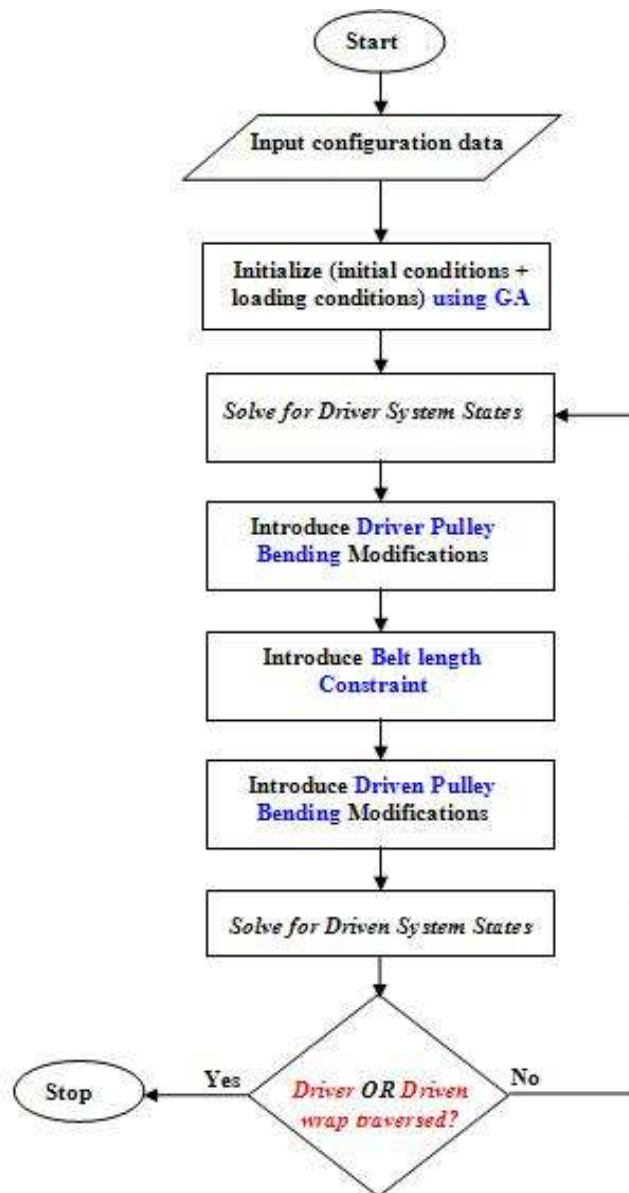 Start
Input configuration data
Initialize (initial conditions +
loading conditions) using GA
Solve for Driver System States
Introduce Driver Pulley
Bending Modifications
Introduce Belt length
Constraint
Introduce Driven Pulley
Bending Modifications
Solve for Driven System States
Yes
No
Stop
Driver OR Driven
wrap traversed?